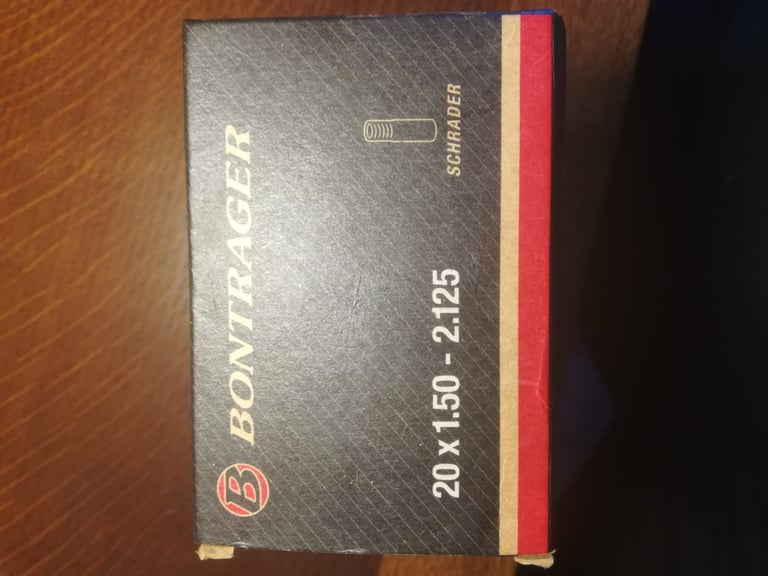 B BONTRAGER
SCHRADER
20 x 1.50 - 2.125